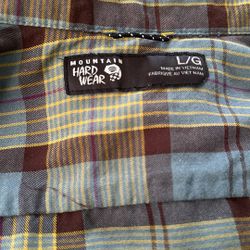 MOUNTAIN
HARD
WEAR
L/G
MADE IN VIETNAM
FABRIQUÉ AU VIET NAM